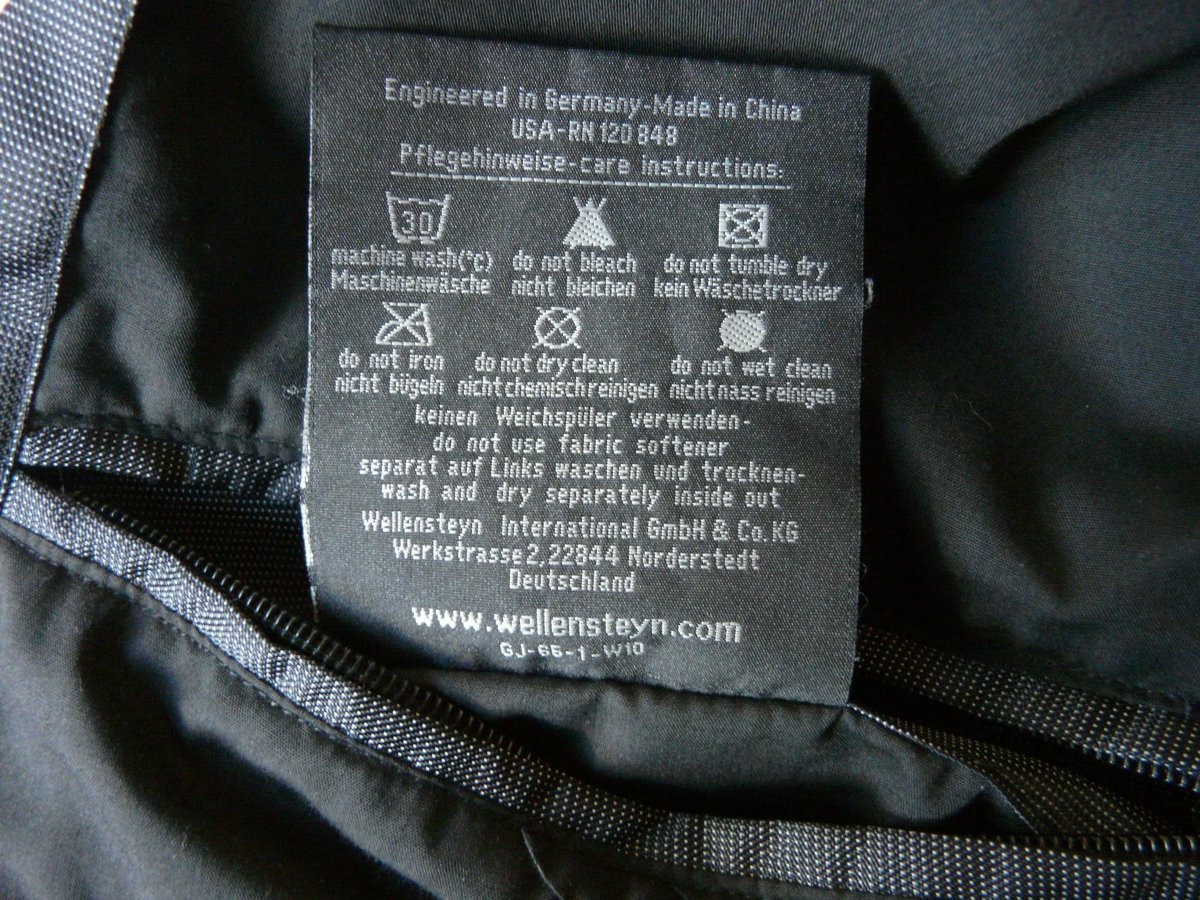 Engineered in Germany-Made in China
USA-RN 120 848
Pflegehinweise-care instructions:
30
machine wash(°c) do not bleach do not tumble dry
Maschinenwäsche nicht bleichen kein Wäschetrockner
do not iron do not dry clean do not wet clean
nicht bügeln nicht chemisch reinigen nicht nass reinigen
keinen Weichspüler verwenden-
do not use fabric softener
separat auf Links waschen und trocknen-
wash and dry separately inside out
Wellensteyn International GmbH & Co. KG
Werkstrasse 2, 22844 Norderstedt
Deutschland
www.wellensteyn.com
GJ-66-1-W10